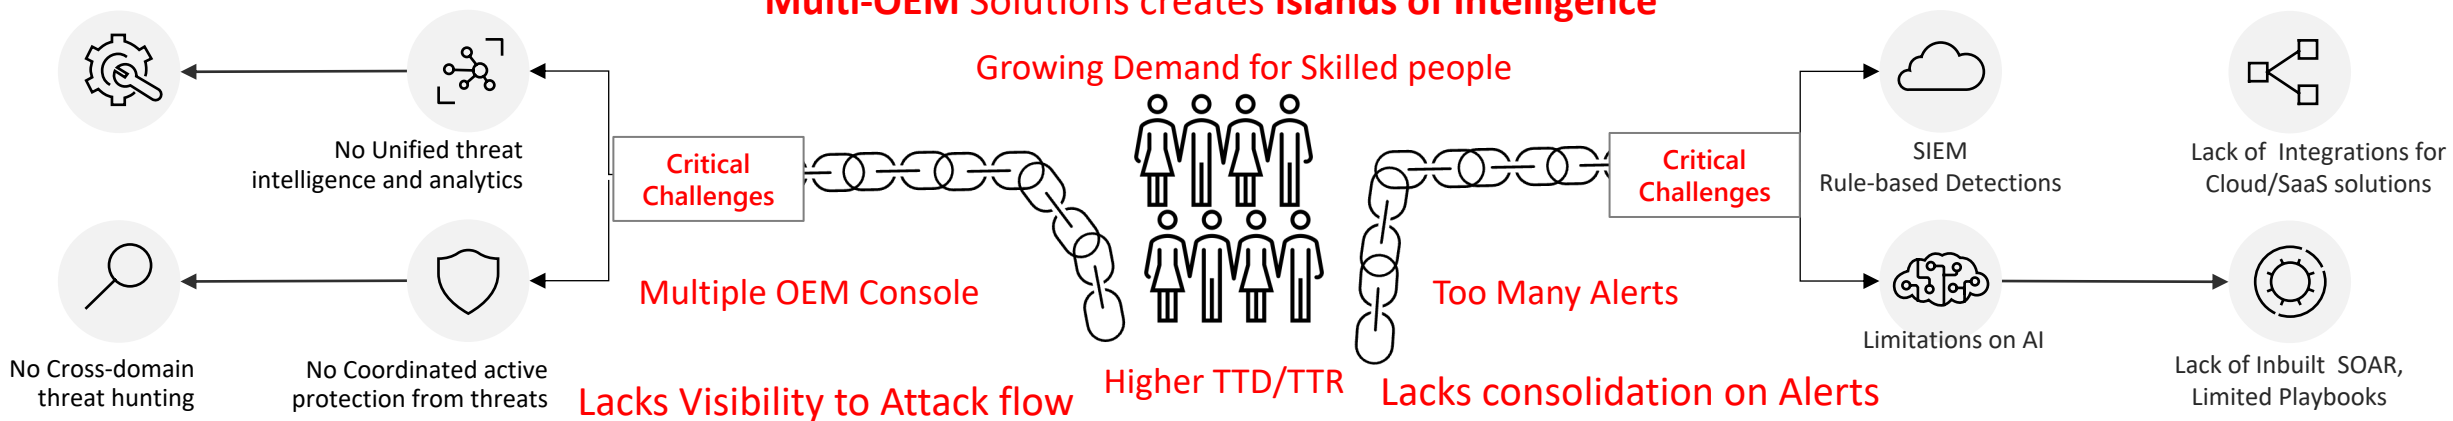 Multi-OEM Solutions creates Islands of Intelligence
Growing Demand for Skilled people
No Unified threat
intelligence and analytics
Critical
Challenges
Critical
Challenges
SIEM
Rule-based Detections
Lack of Integrations for
Cloud/SaaS solutions
Multiple OEM Console
Too Many Alerts
No Cross-domain
threat hunting
No Coordinated active
protection from threats
Lacks Visibility to Attack flow
Higher TTD/TTR
Lacks consolidation on Alerts
Limitations on AI
Lack of Inbuilt SOAR,
Limited Playbooks